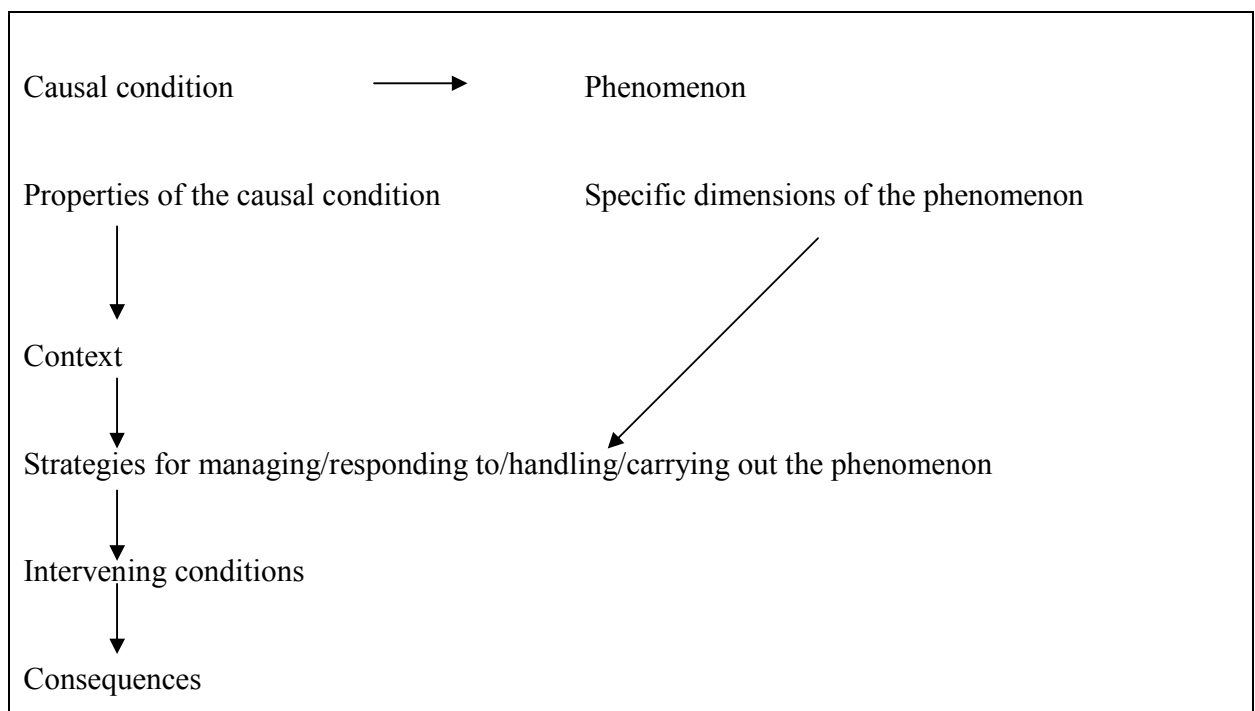 Causal condition Phenomenon
Properties of the causal condition Specific dimensions of the phenomenon
Context
Strategies for managing/responding to/handling/carrying out the phenomenon
Intervening conditions
Consequences